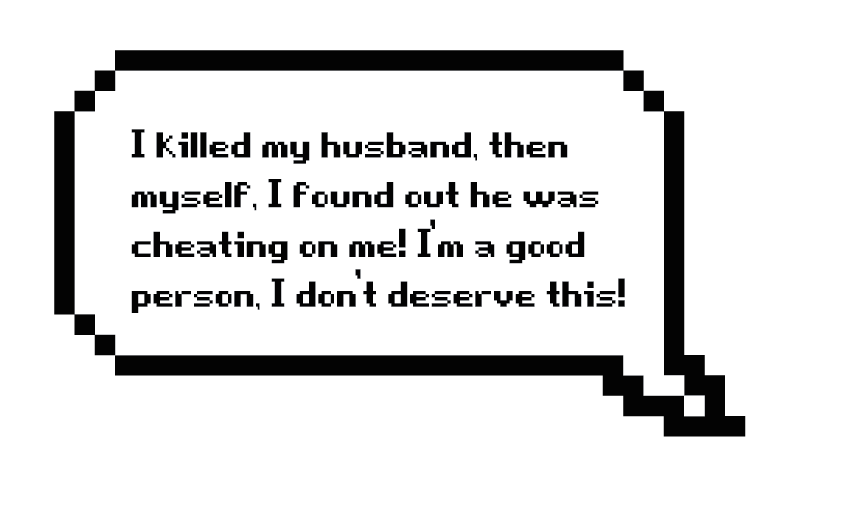 I killed my husband, then
myself, I found out he was
cheating on me! I'm a good
person, I don't deserve this!